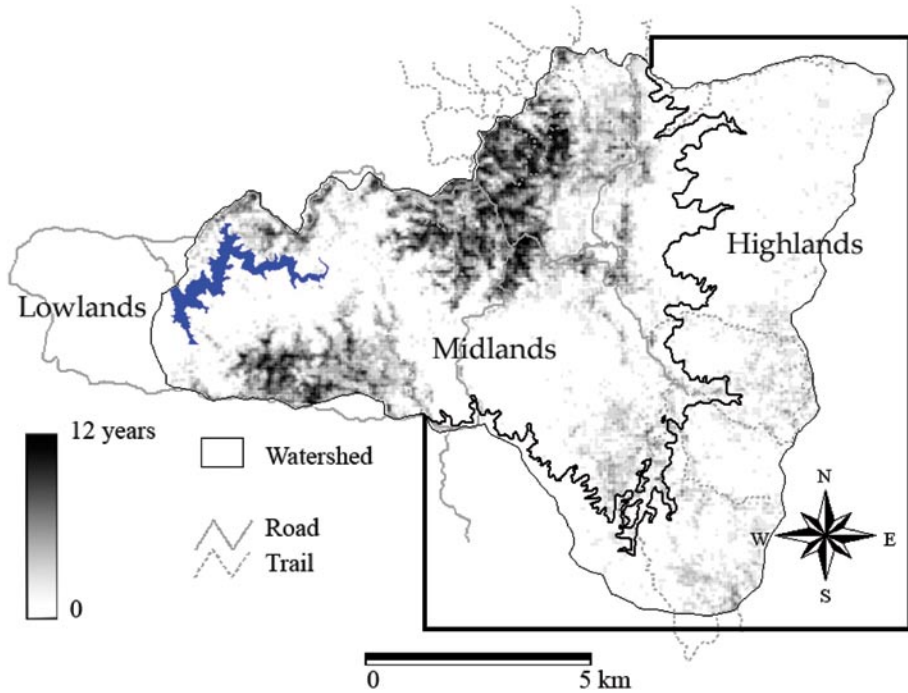 Highlands
Lowlands
Midlands
12 years
0
Watershed
Road
Trail
N
W E
S
0 5 km